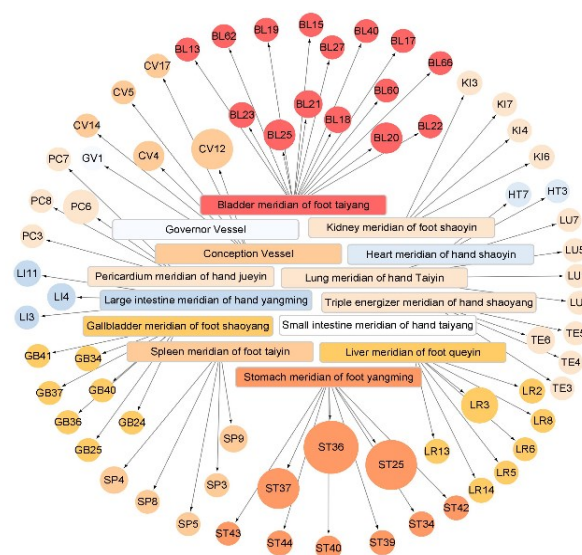 BL15
BL19
BL40
BL62
BL27
BL17
BL13
CV17
BL66
KI3
CV5
BL60
KI7
BL21
BL23
BL18
CV14
BL25
BL20
BL22
KI4
CV4
CV12
PC7
GV1
KI6
HT7
HT3
PC8
PC6
Bladder meridian of foot taiyang
LU7
Governor Vessel
Kidney meridian of foot shaoyin
PC3
Conception Vessel
Heart meridian of hand shaoyin
LI11
Pericardium meridian of hand jueyin
Lung meridian of hand Taiyin
LI4
Large intestine meridian of hand yangming
Triple energizer meridian of hand shaoyang
LI3
Gallbladder meridian of foot shaoyang
Small intestine meridian of hand taiyang
TE5
TE6
GB41
GB34
Spleen meridian of foot taiyin
Liver meridian of foot queyin
TE4
Stomach meridian of foot yangming
TE3
GB37
GB40
LR2
LR3
GB36
GB24
LR8
SP9
ST36
GB25
LR13
LR6
ST25
SP4
SP3
ST37
LR5
LR14
SP8
ST42
SP5
ST43
ST34
ST44
ST40
ST39